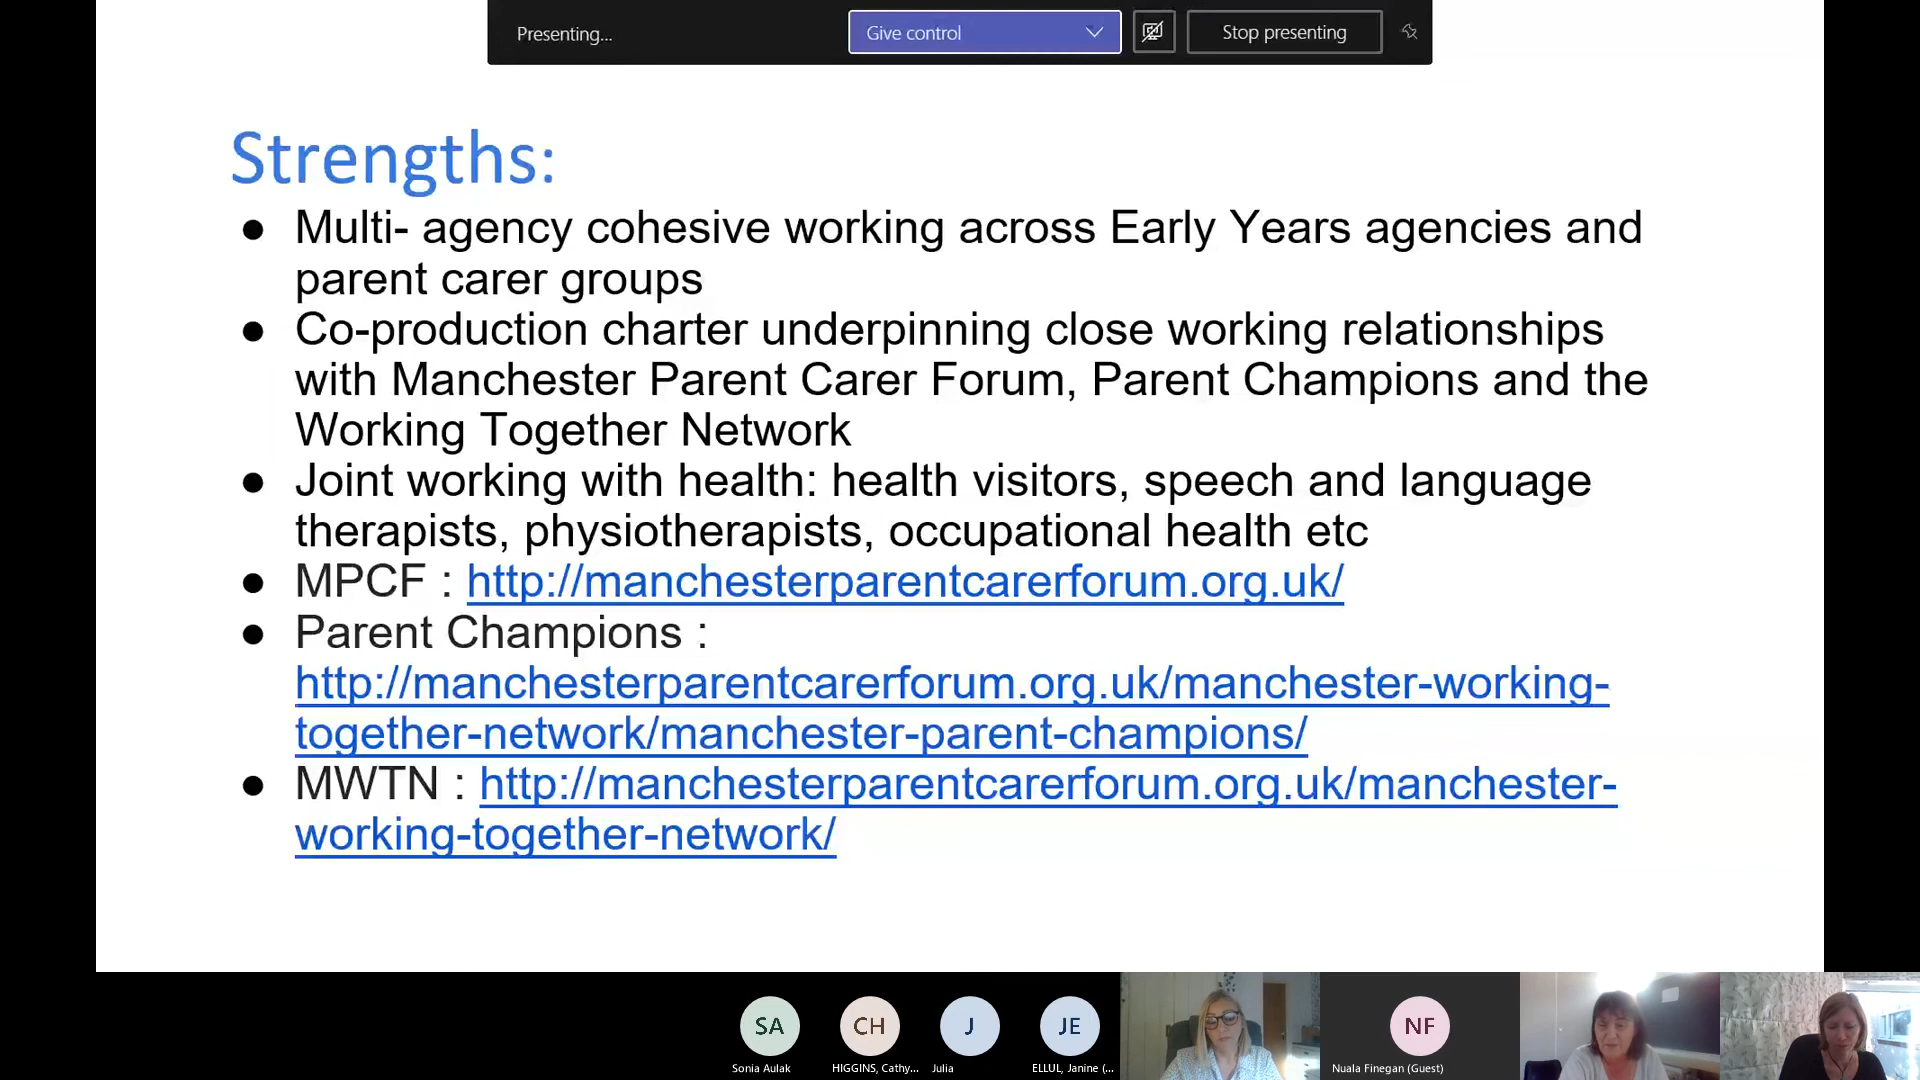 Presenting...
Give control
Stop presenting
Strengths:
● Multi- agency cohesive working across Early Years agencies and
parent carer groups
● Co-production charter underpinning close working relationships
with Manchester Parent Carer Forum, Parent Champions and the
Working Together Network
● Joint working with health: health visitors, speech and language
therapists, physiotherapists, occupational health etc
● MPCF : http://manchesterparentcarerforum.org.uk/
● Parent Champions :
http://manchesterparentcarerforum.org.uk/manchester-working-
together-network/manchester-parent-champions/
● MWTN : http://manchesterparentcarerforum.org.uk/manchester-
working-together-network/
SA
CH
J
JE
NF
Sonia Aulak
HIGGINS, Cathy...
Julia
ELLUL, Janine (...
Nuala Finegan (Guest)